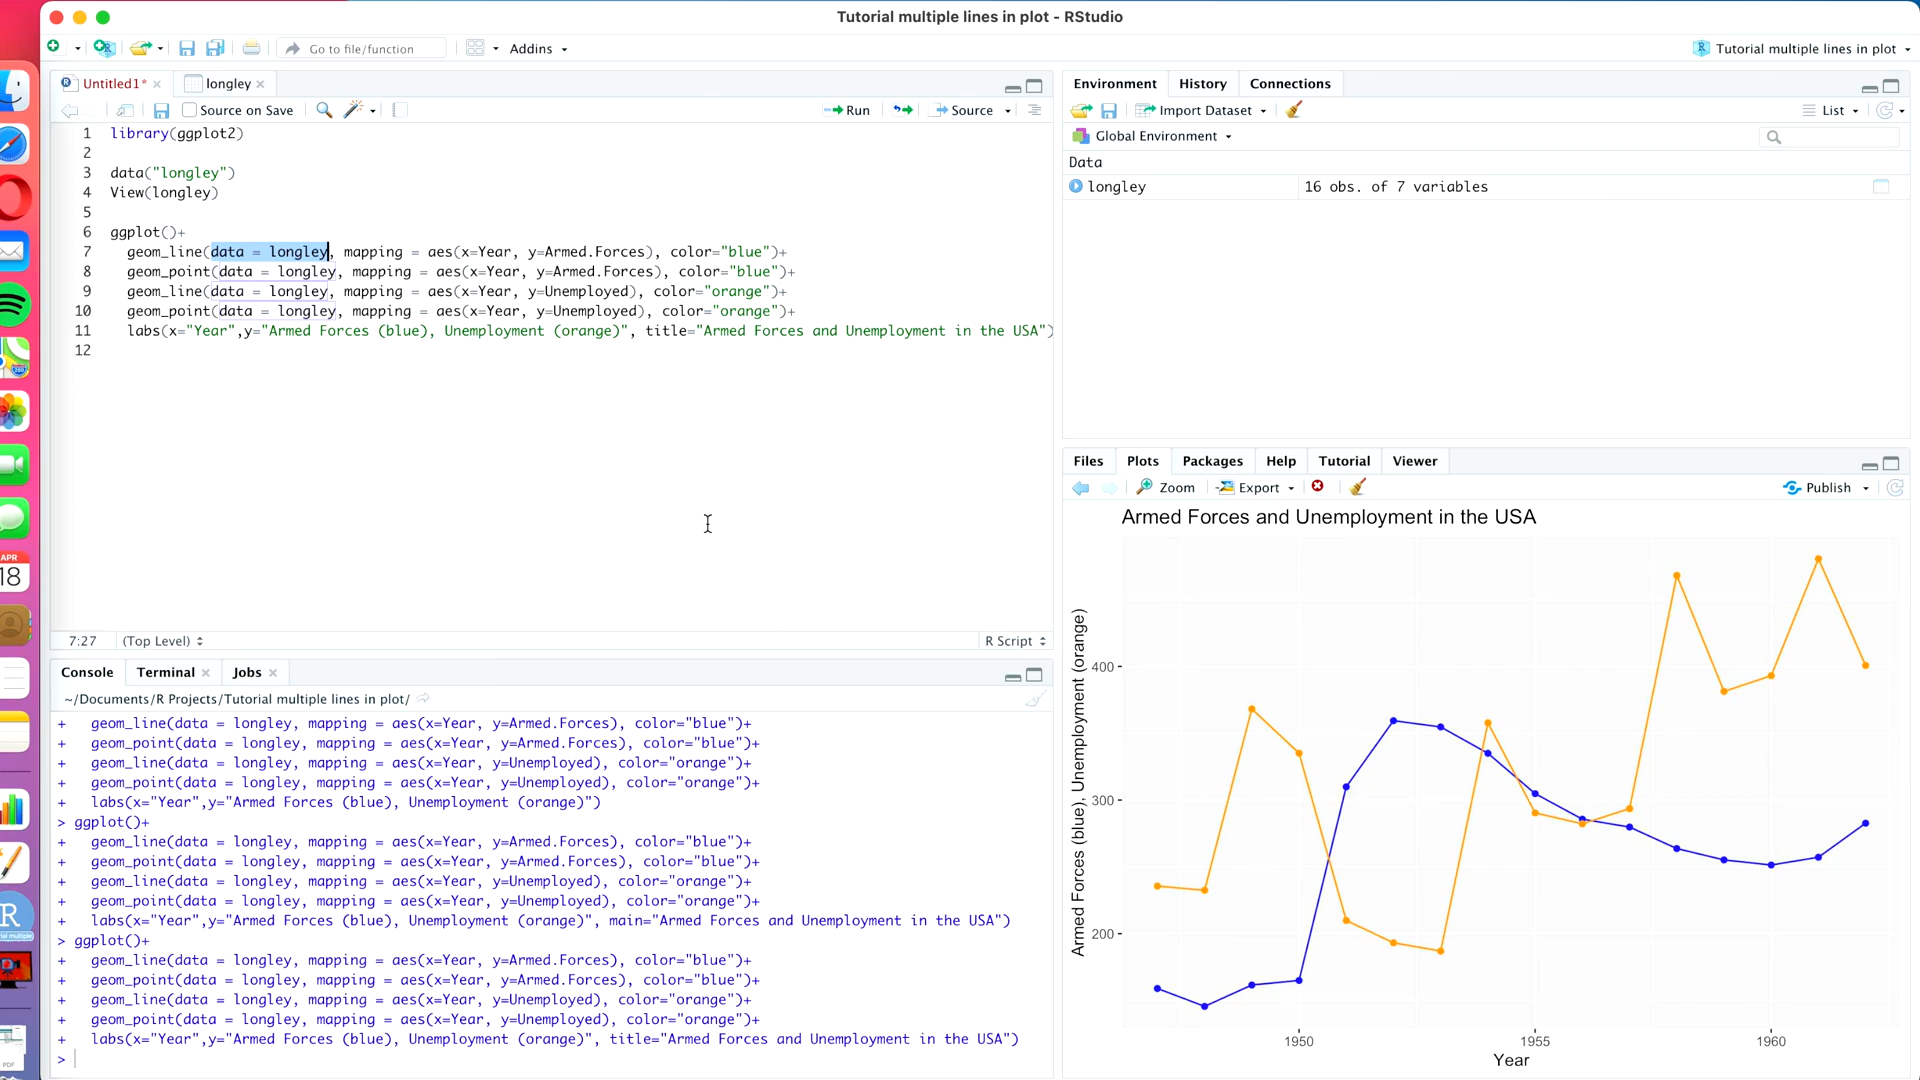 Tutorial multiple lines in plot - RStudio
Go to file/function
Addins
Tutorial multiple lines in plot
Untitled1*
longley
Source on Save
Run
Source
1 library(ggplot2)
2
3 data("longley")
4 View(longley)
5
6 ggplot()+
7 geom_line(data = longley, mapping = aes(x=Year, y=Armed.Forces), color="blue")+
8 geom_point(data = longley, mapping = aes(x=Year, y=Armed.Forces), color="blue")+
9 geom_line(data = longley, mapping = aes(x=Year, y=Unemployed), color="orange")+
10 geom_point(data = longley, mapping = aes(x=Year, y=Unemployed), color="orange")+
11 labs(x="Year",y="Armed Forces (blue), Unemployment (orange)", title="Armed Forces and Unemployment in the USA")
12
7:27
(Top Level)
R Script
Console
Terminal
Jobs
~/Documents/R Projects/Tutorial multiple lines in plot/
+ geom_line(data = longley, mapping = aes(x=Year, y=Armed.Forces), color="blue")+
+ geom_point(data = longley, mapping = aes(x=Year, y=Armed.Forces), color="blue")+
+ geom_line(data = longley, mapping = aes(x=Year, y=Unemployed), color="orange")+
+ geom_point(data = longley, mapping = aes(x=Year, y=Unemployed), color="orange")+
+ labs(x="Year",y="Armed Forces (blue), Unemployment (orange)")
> ggplot()+
+ geom_line(data = longley, mapping = aes(x=Year, y=Armed.Forces), color="blue")+
+ geom_point(data = longley, mapping = aes(x=Year, y=Armed.Forces), color="blue")+
+ geom_line(data = longley, mapping = aes(x=Year, y=Unemployed), color="orange")+
+ geom_point(data = longley, mapping = aes(x=Year, y=Unemployed), color="orange")+
+ labs(x="Year",y="Armed Forces (blue), Unemployment (orange)", main="Armed Forces and Unemployment in the USA")
> ggplot()+
+ geom_line(data = longley, mapping = aes(x=Year, y=Armed.Forces), color="blue")+
+ geom_point(data = longley, mapping = aes(x=Year, y=Armed.Forces), color="blue")+
+ geom_line(data = longley, mapping = aes(x=Year, y=Unemployed), color="orange")+
+ geom_point(data = longley, mapping = aes(x=Year, y=Unemployed), color="orange")+
+ labs(x="Year",y="Armed Forces (blue), Unemployment (orange)", title="Armed Forces and Unemployment in the USA")
>
Environment
History
Connections
Import Dataset
List
Global Environment
Data
longley
16 obs. of 7 variables
Files
Plots
Packages
Help
Tutorial
Viewer
Zoom
Export
Publish
Armed Forces and Unemployment in the USA
Armed Forces (blue), Unemployment (orange)
400
300
200
1950
1955
1960
Year
APR
18
R
PDF